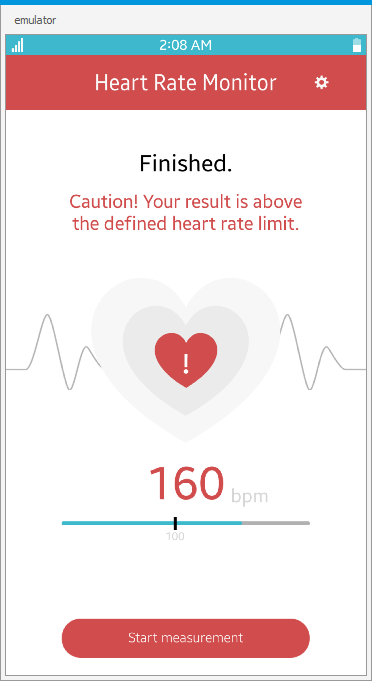 emulator
2:08 AM
Heart Rate Monitor
Finished.
Caution! Your result is above
the defined heart rate limit.
!
160 bpm
100
Start measurement